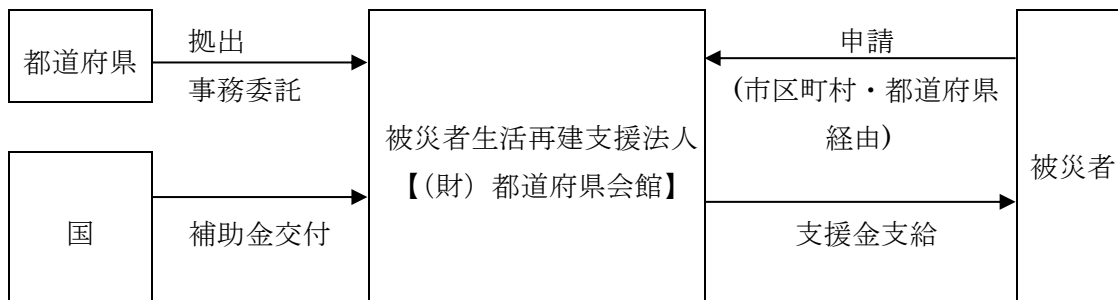 都道府県
拠出
事務委託
国
補助金交付
被災者生活再建支援法人
【(財) 都道府県会館】
申請
(市区町村・都道府県
経由)
支援金支給
被災者